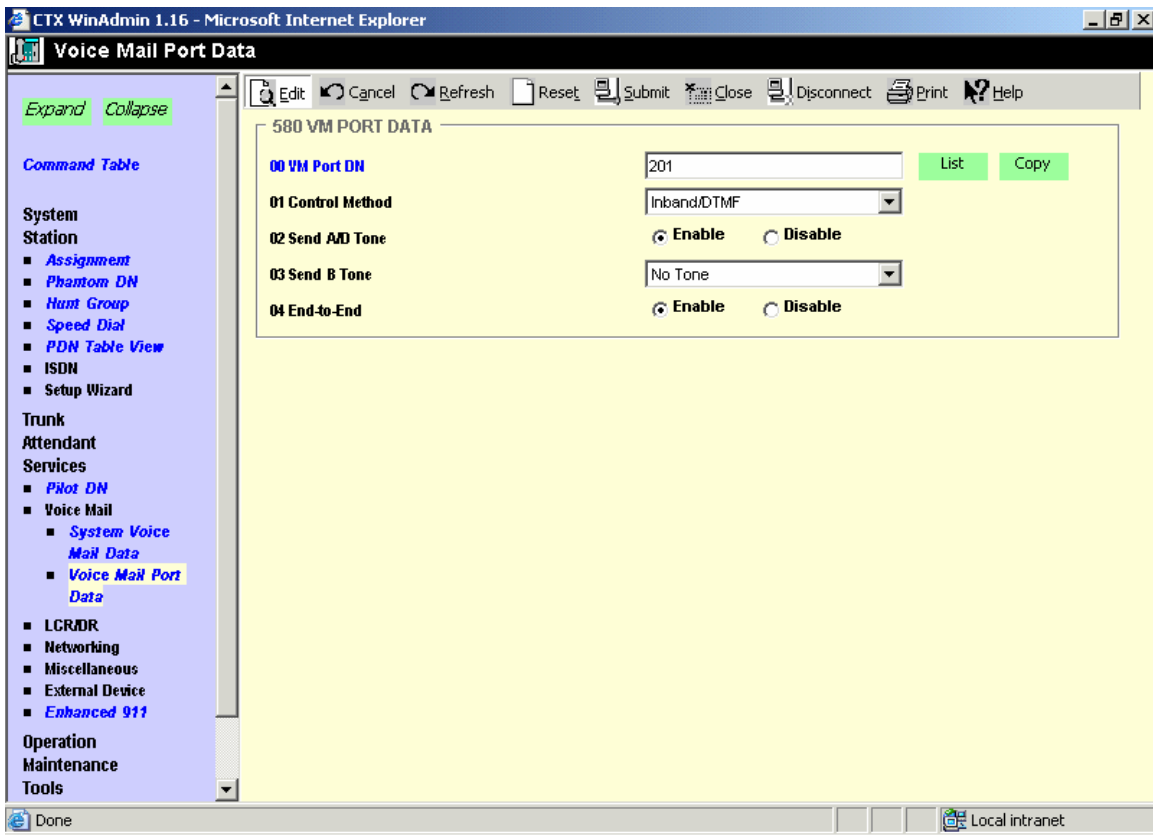 CTX WinAdmin 1.16 - Microsoft Internet Explorer
Voice Mail Port Data
Expand Collapse
Command Table
System
Station
Assignment
Phantom DN
Hunt Group
Speed Dial
PDN Table View
ISDN
Setup Wizard
Trunk
Attendant
Services
Pilot DN
Voice Mail
System Voice
Mail Data
Voice Mail Port
Data
LCR/DR
Networking
Miscellaneous
External Device
Enhanced 911
Operation
Maintenance
Tools
Edit Cancel Refresh Reset Submit Close Disconnect Print Help
580 VM PORT DATA
00 VM Port DN 201 List Copy
01 Control Method Inband/DTMF
02 Send A/D Tone Enable Disable
03 Send B Tone No Tone
04 End-to-End Enable Disable
Done Local intranet